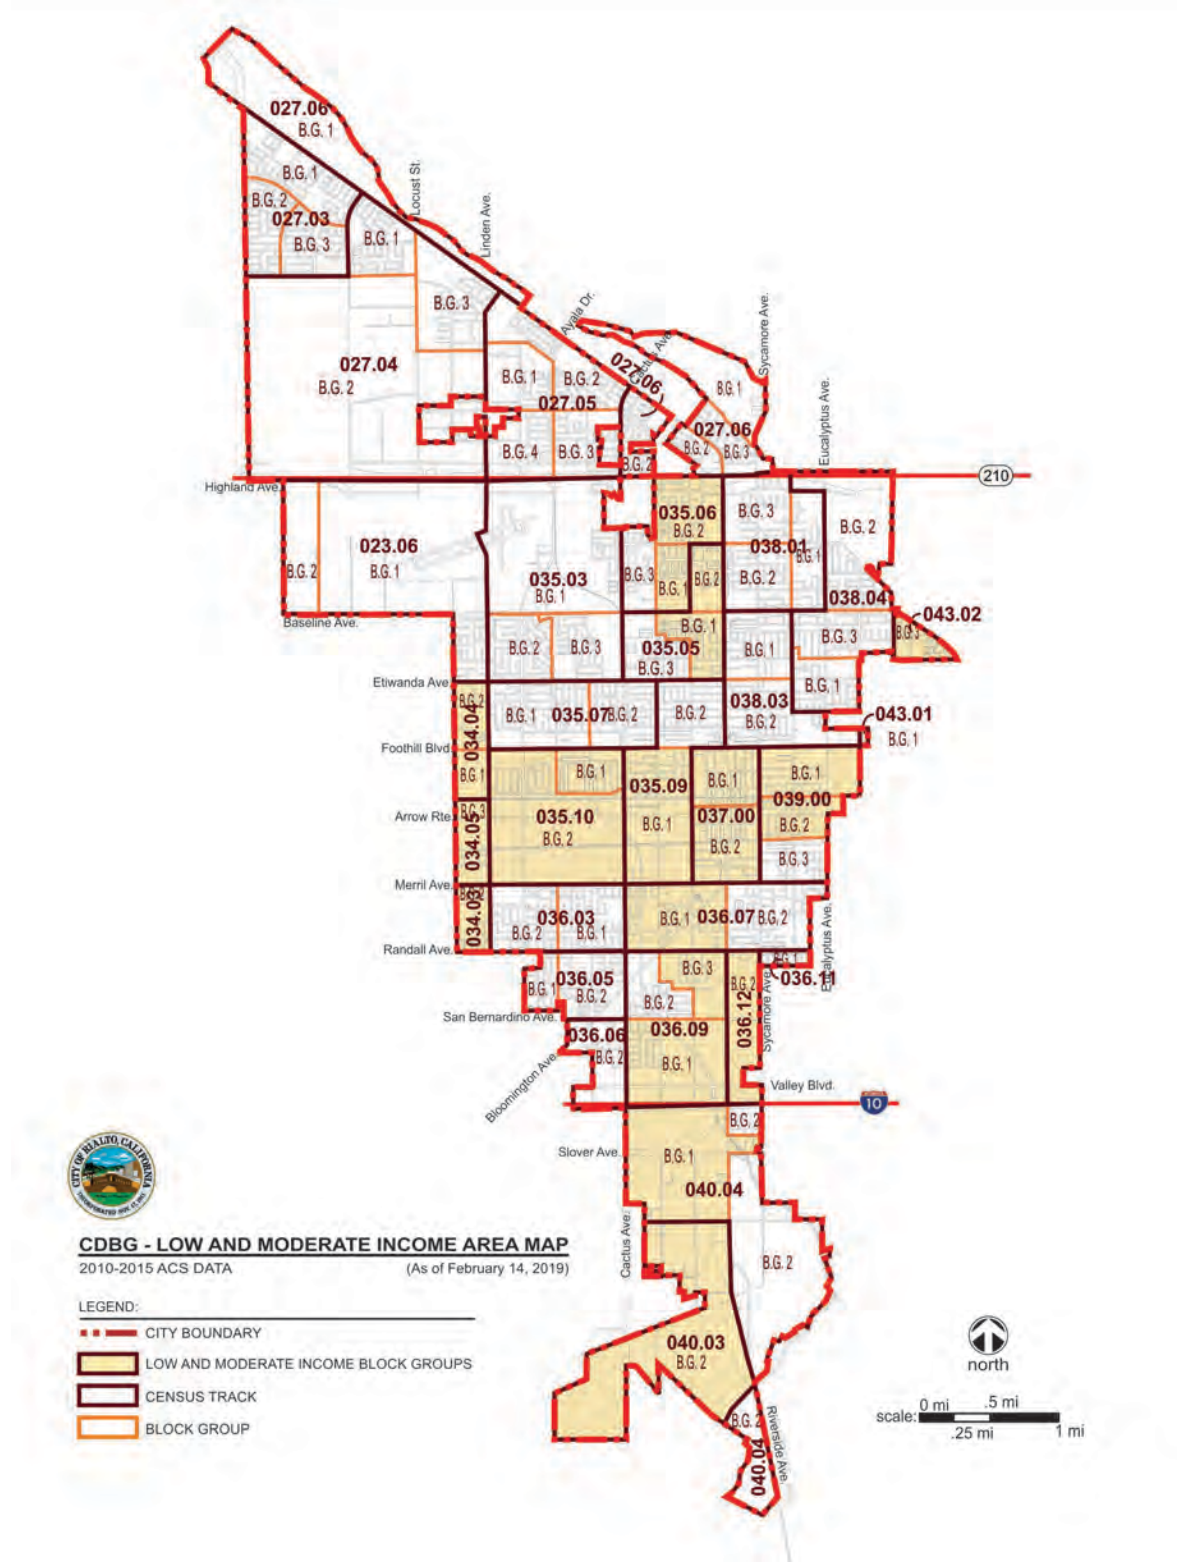 027.06
B.G. 1
B.G. 1
Locust St.
B.G. 2
027.03
B.G. 3
B.G. 1
Linden Ave.
B.G. 3
Ayala Dr.
Cactus Ave.
Sycamore Ave.
027.04
B.G. 2
B.G. 1
B.G. 2
027.05
027.06
B.G. 1
Eucalyptus Ave.
027.06
B.G. 4
B.G. 3
B.G. 2
B.G. 2
B.G. 3
Highland Ave.
210
035.06
B.G. 2
B.G. 3
B.G. 2
023.06
B.G. 2
B.G. 1
035.03
B.G. 1
B.G. 3
B.G. 1
B.G. 2
038.01
B.G. 2
B.G. 1
038.04
043.02
B.G. 3
Baseline Ave.
B.G. 2
B.G. 3
B.G. 1
035.05
B.G. 3
B.G. 1
B.G. 3
B.G. 1
Etiwanda Ave.
B.G. 2
034.04
B.G. 1
B.G. 1
035.07
B.G. 2
B.G. 2
038.03
B.G. 2
043.01
B.G. 1
Foothill Blvd.
B.G. 1
035.09
B.G. 1
B.G. 1
B.G. 1
037.00
B.G. 2
039.00
B.G. 2
B.G. 3
Arrow Rte.
B.G. 3
034.05
035.10
B.G. 2
Merril Ave.
034.03
036.03
B.G. 2
B.G. 1
B.G. 1
036.07
B.G. 2
Eucalyptus Ave.
Randall Ave.
B.G. 1
036.05
B.G. 2
B.G. 3
B.G. 2
B.G. 2
036.12
B.G. 1
036.11
Sycamore Ave.
San Bernardino Ave.
036.06
B.G. 2
Bloomington Ave.
036.09
B.G. 1
Valley Blvd.
10
B.G. 2
Slover Ave.
B.G. 1
040.04
Cactus Ave.
B.G. 2
040.03
B.G. 2
B.G. 2
040.04
Riverside Ave.
CITY OF RIALTO, CALIFORNIA
CDBG - LOW AND MODERATE INCOME AREA MAP
2010-2015 ACS DATA (As of February 14, 2019)
LEGEND:
CITY BOUNDARY
LOW AND MODERATE INCOME BLOCK GROUPS
CENSUS TRACK
BLOCK GROUP
north
scale: 0 mi .5 mi
.25 mi 1 mi